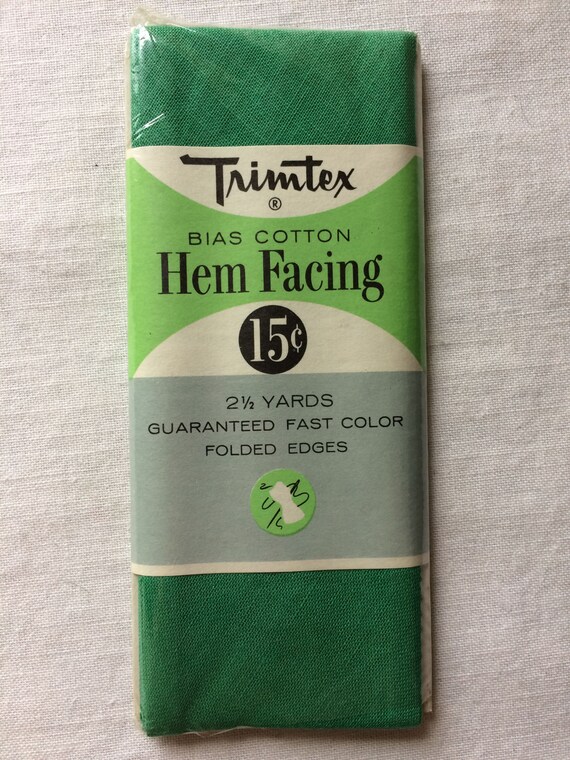 Trimtex
®
BIAS COTTON
Hem Facing
15¢
2½ YARDS
GUARANTEED FAST COLOR
FOLDED EDGES